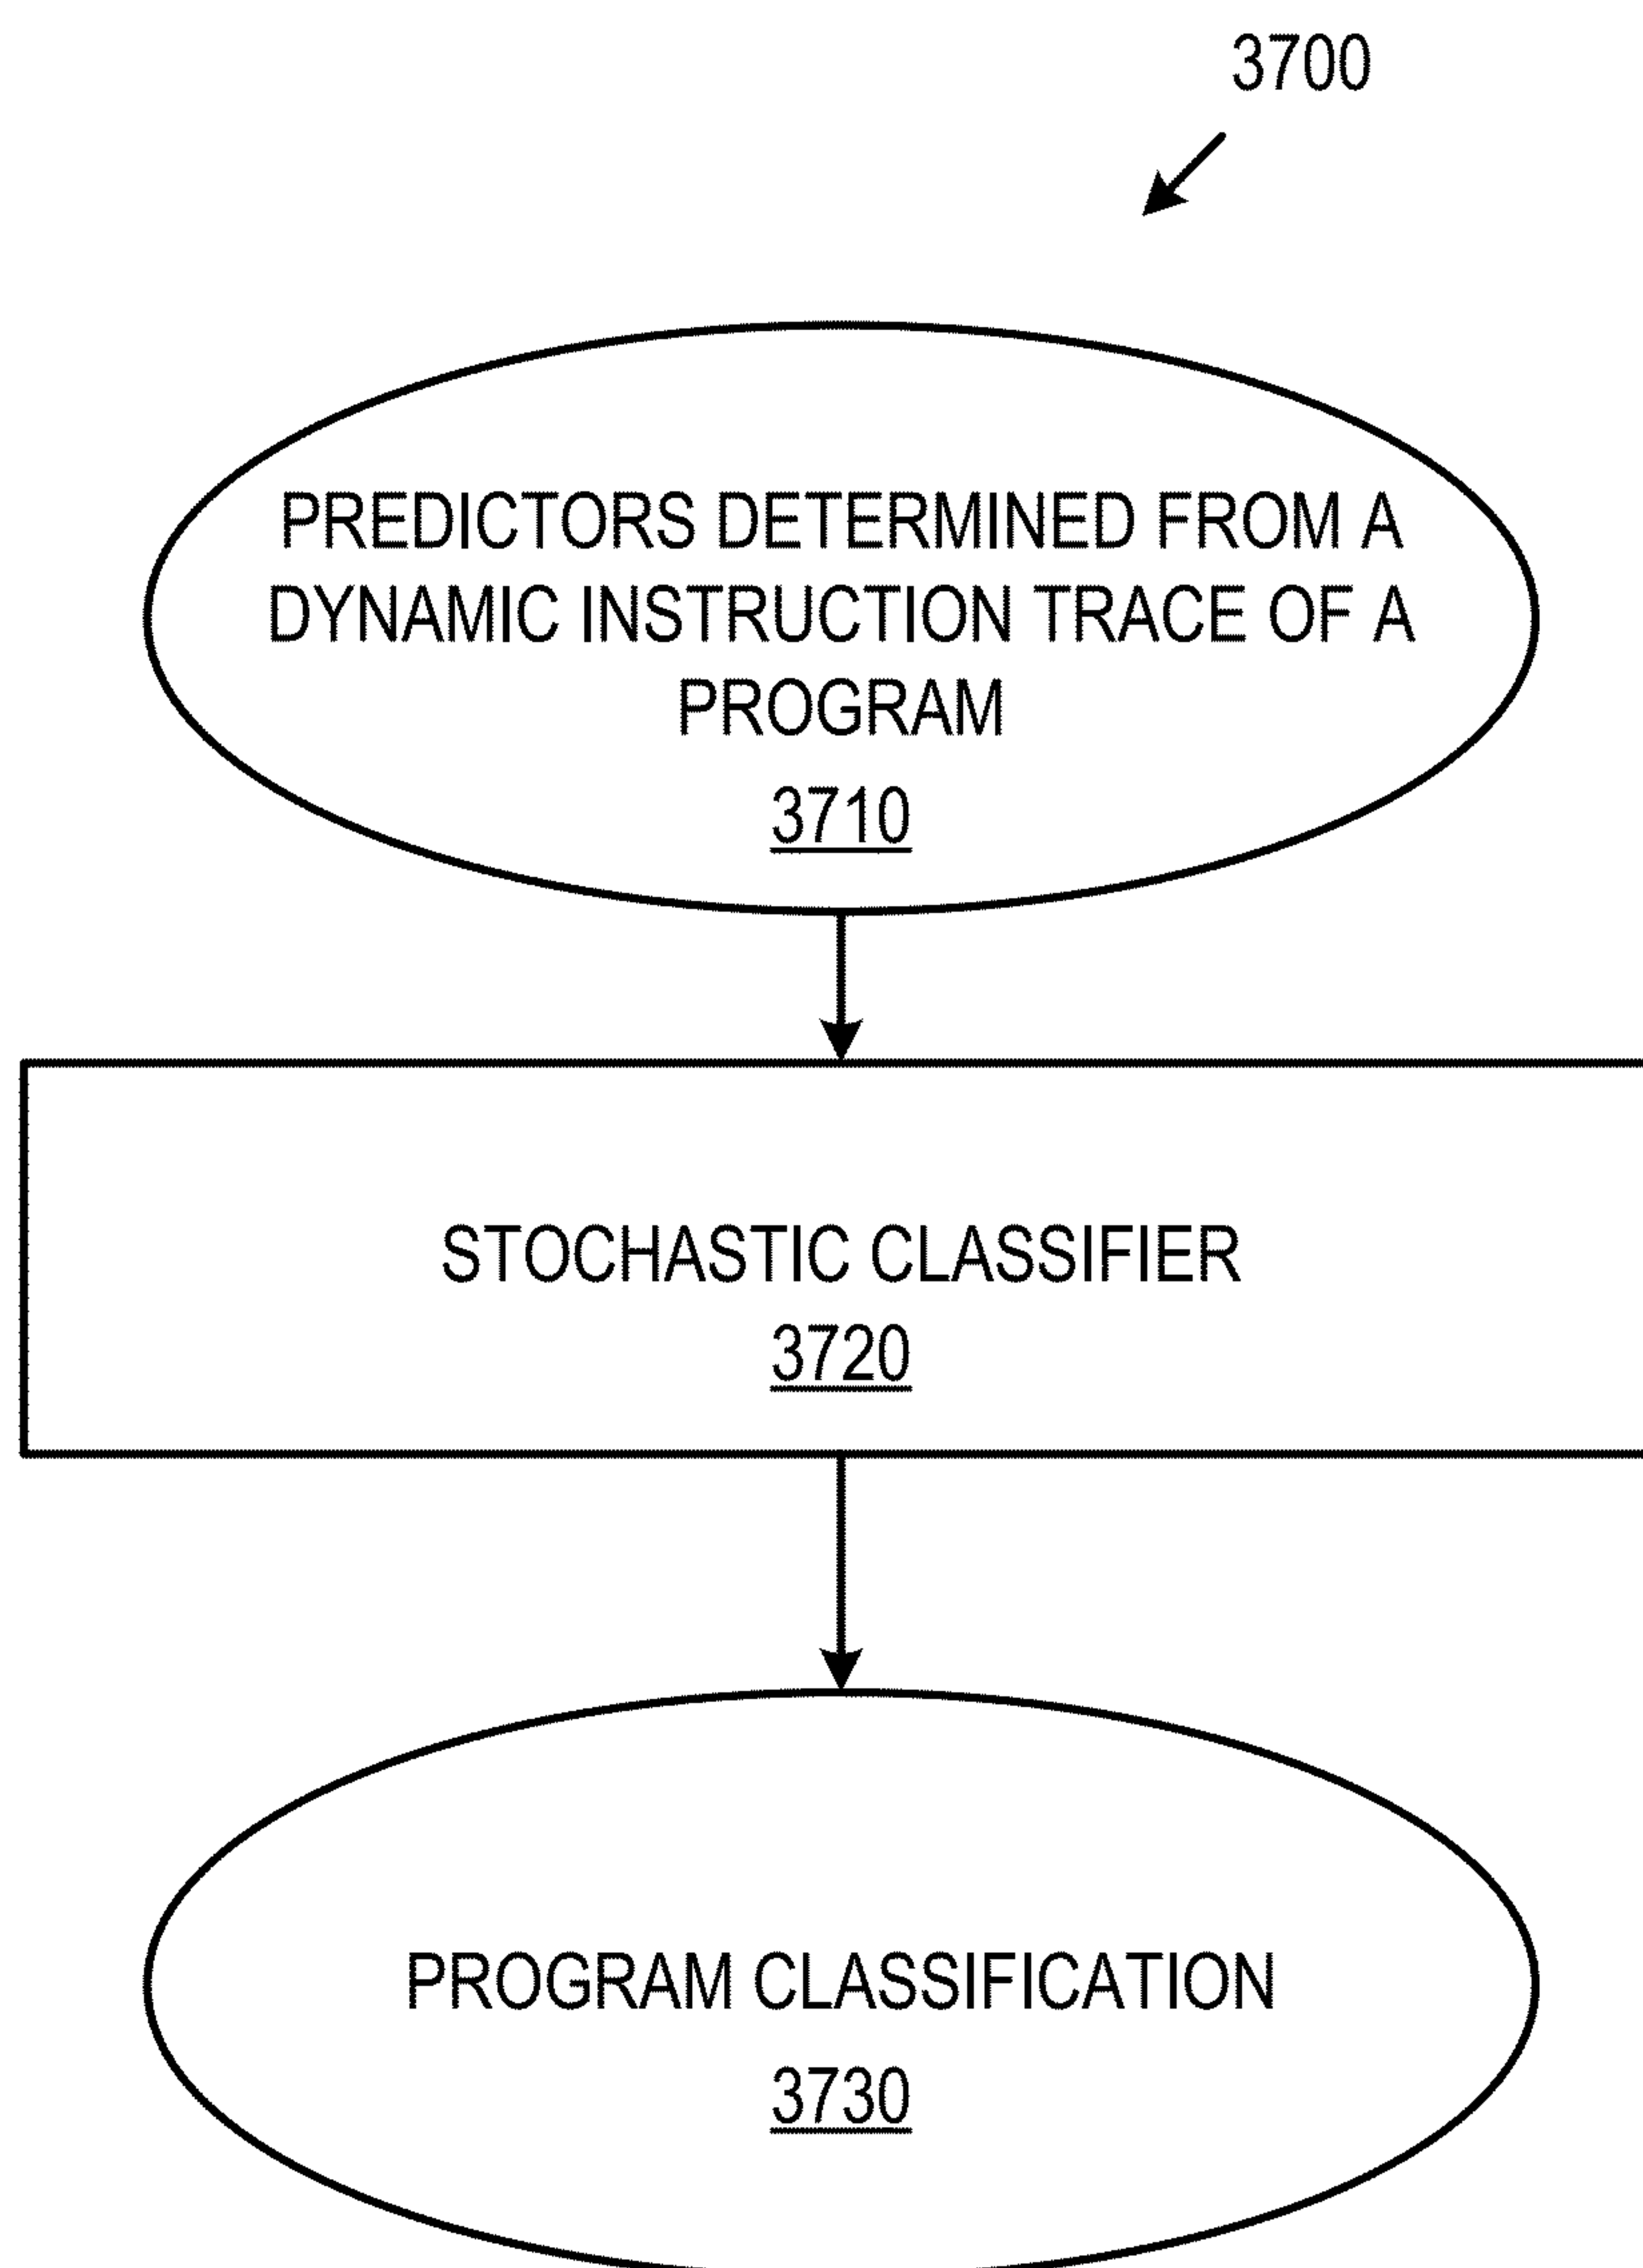 3700
PREDICTORS DETERMINED FROM A
DYNAMIC INSTRUCTION TRACE OF A
PROGRAM
3710
STOCHASTIC CLASSIFIER
3720
PROGRAM CLASSIFICATION
3730